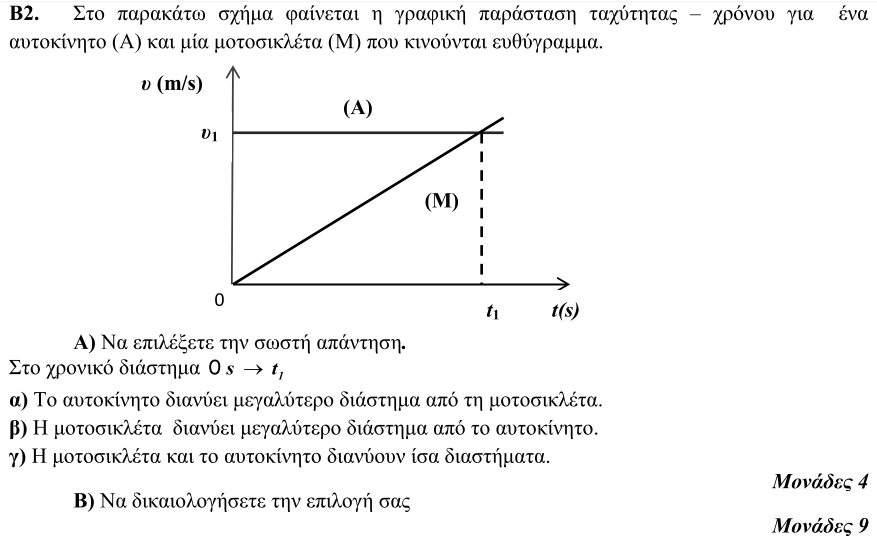 Β2. Στο παρακάτω σχήμα φαίνεται η γραφική παράσταση ταχύτητας – χρόνου για ένα
αυτοκίνητο (Α) και μία μοτοσικλέτα (Μ) που κινούνται ευθύγραμμα.
υ (m/s)
(Α)
υ1
(Μ)
0
t1
t(s)
Α) Να επιλέξετε την σωστή απάντηση.
Στο χρονικό διάστημα 0 s → t1
α) Το αυτοκίνητο διανύει μεγαλύτερο διάστημα από τη μοτοσικλέτα.
β) Η μοτοσικλέτα διανύει μεγαλύτερο διάστημα από το αυτοκίνητο.
γ) Η μοτοσικλέτα και το αυτοκίνητο διανύουν ίσα διαστήματα.
Μονάδες 4
Β) Να δικαιολογήσετε την επιλογή σας
Μονάδες 9